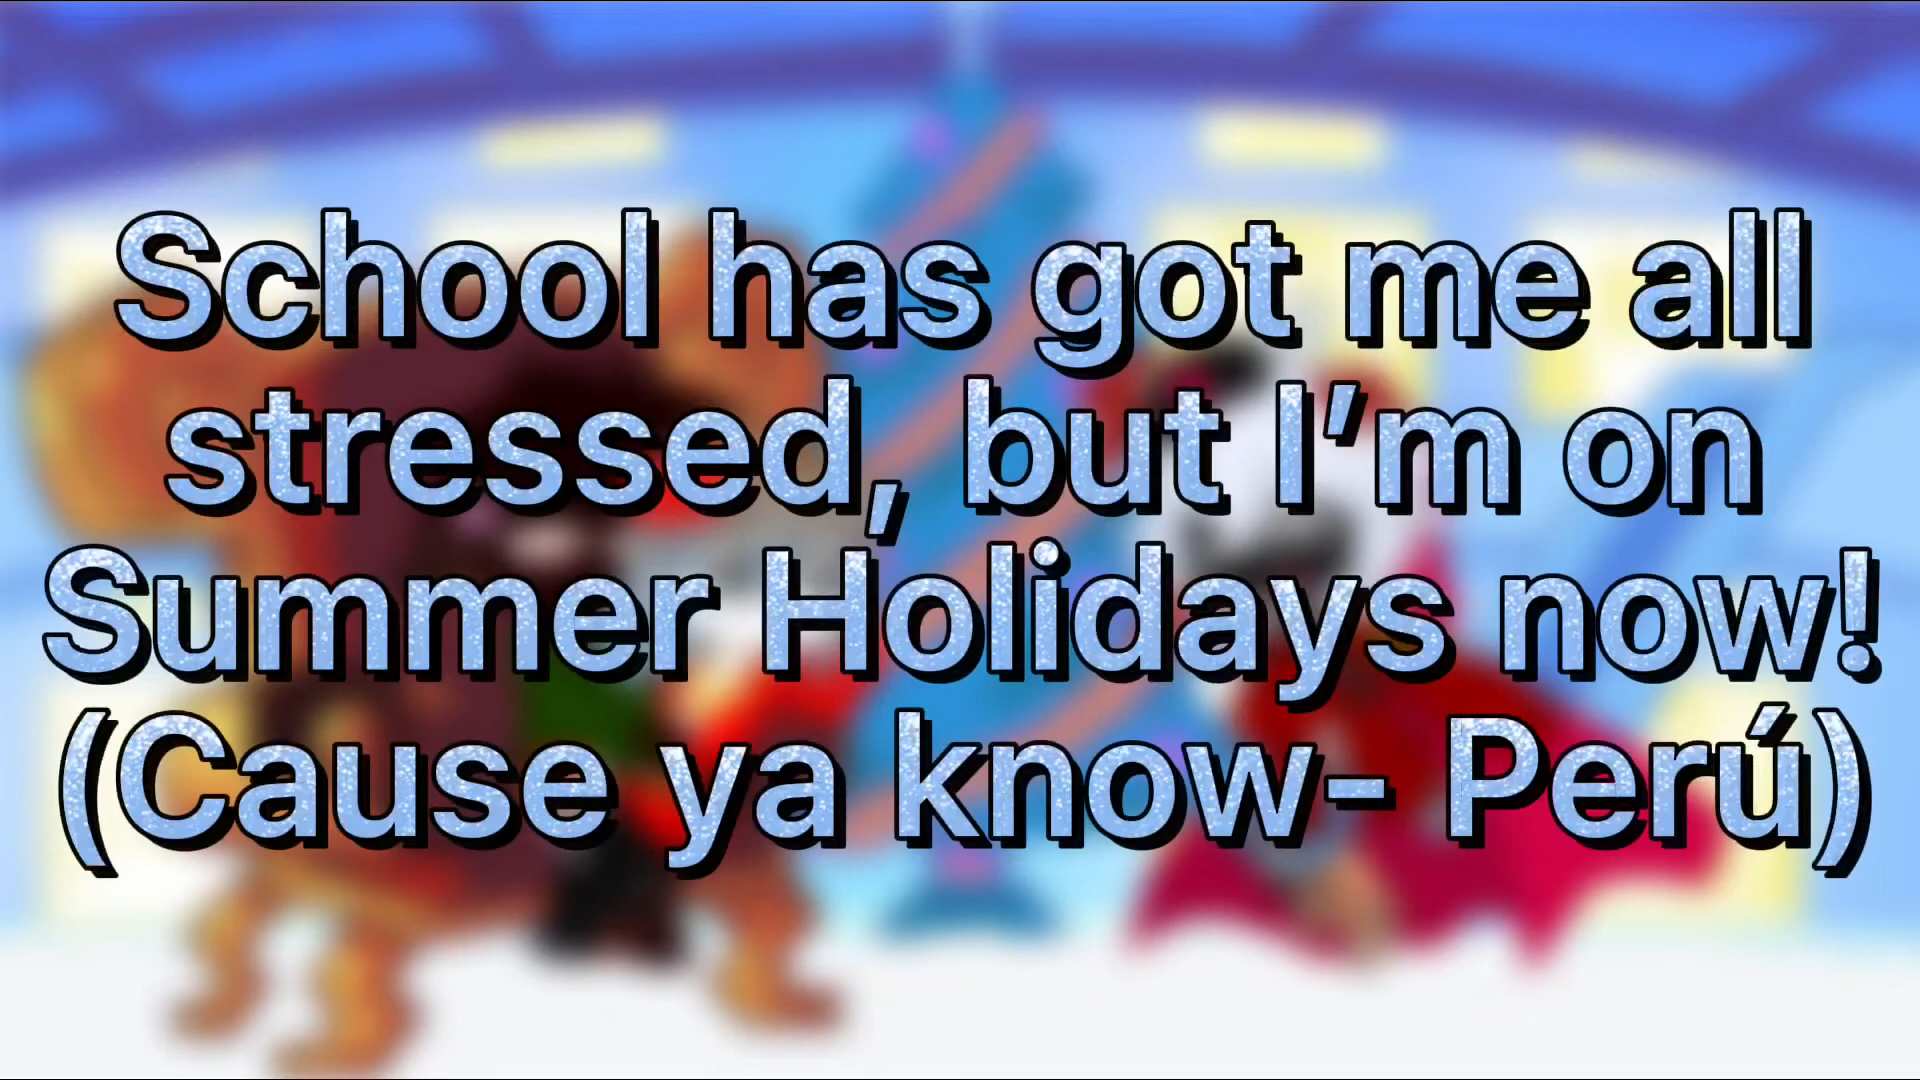 School has got me all
stressed, but I’m on
Summer Holidays now!
(Cause ya know- Perú)